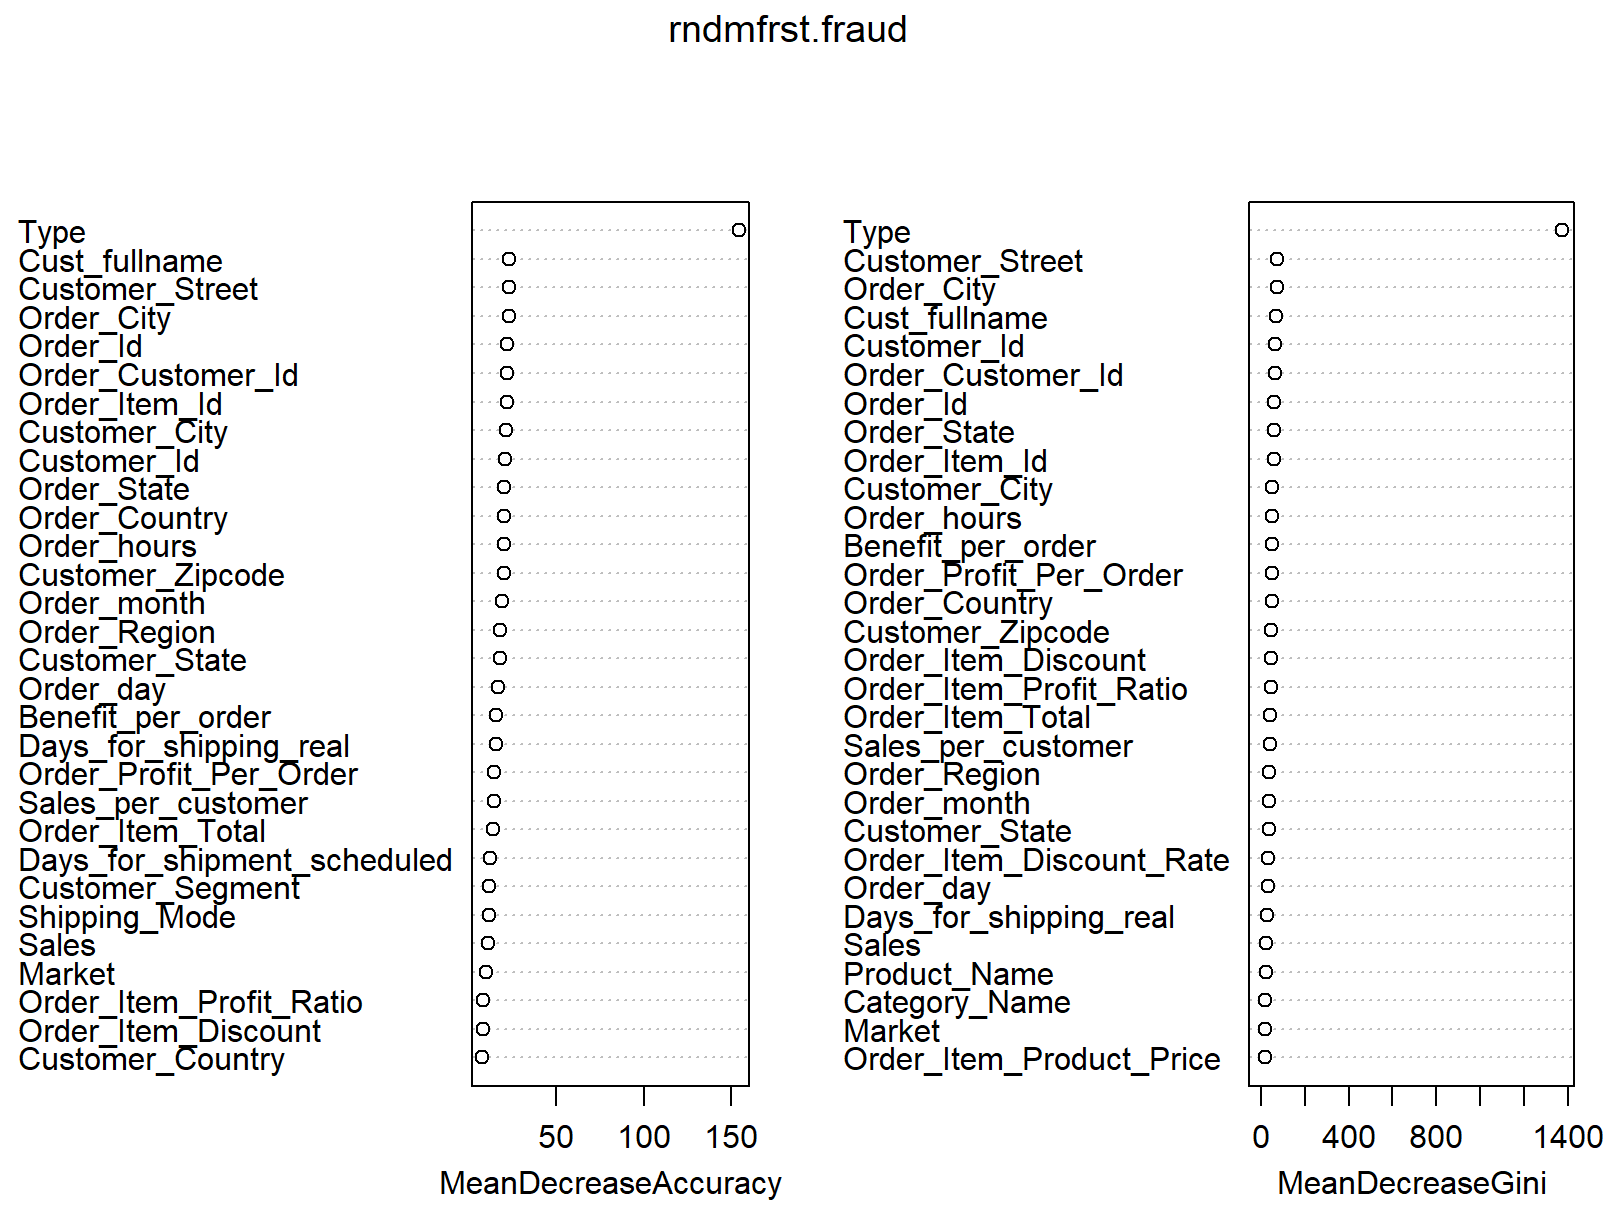 rndmfrst.fraud
Type
Cust_fullname
Customer_Street
Order_City
Order_Id
Order_Customer_Id
Order_Item_Id
Customer_City
Customer_Id
Order_State
Order_Country
Order_hours
Customer_Zipcode
Order_month
Order_Region
Customer_State
Order_day
Benefit_per_order
Days_for_shipping_real
Order_Profit_Per_Order
Sales_per_customer
Order_Item_Total
Days_for_shipment_scheduled
Customer_Segment
Shipping_Mode
Sales
Market
Order_Item_Profit_Ratio
Order_Item_Discount
Customer_Country
50 100 150
MeanDecreaseAccuracy
Type
Customer_Street
Order_City
Cust_fullname
Customer_Id
Order_Customer_Id
Order_Id
Order_State
Order_Item_Id
Customer_City
Order_hours
Benefit_per_order
Order_Profit_Per_Order
Order_Country
Customer_Zipcode
Order_Item_Discount
Order_Item_Profit_Ratio
Order_Item_Total
Sales_per_customer
Order_Region
Order_month
Customer_State
Order_Item_Discount_Rate
Order_day
Days_for_shipping_real
Sales
Product_Name
Category_Name
Market
Order_Item_Product_Price
0 400 800 1400
MeanDecreaseGini